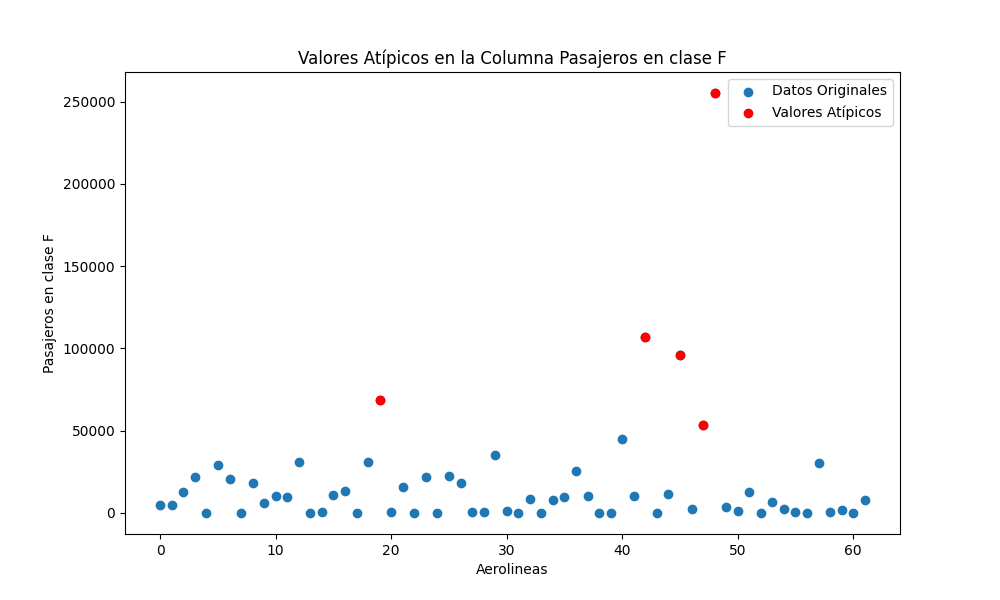 Valores Atípicos en la Columna Pasajeros en clase F
Datos Originales
Valores Atípicos
250000
200000
150000
100000
50000
0
Pasajeros en clase F
0 10 20 30 40 50 60
Aerolineas